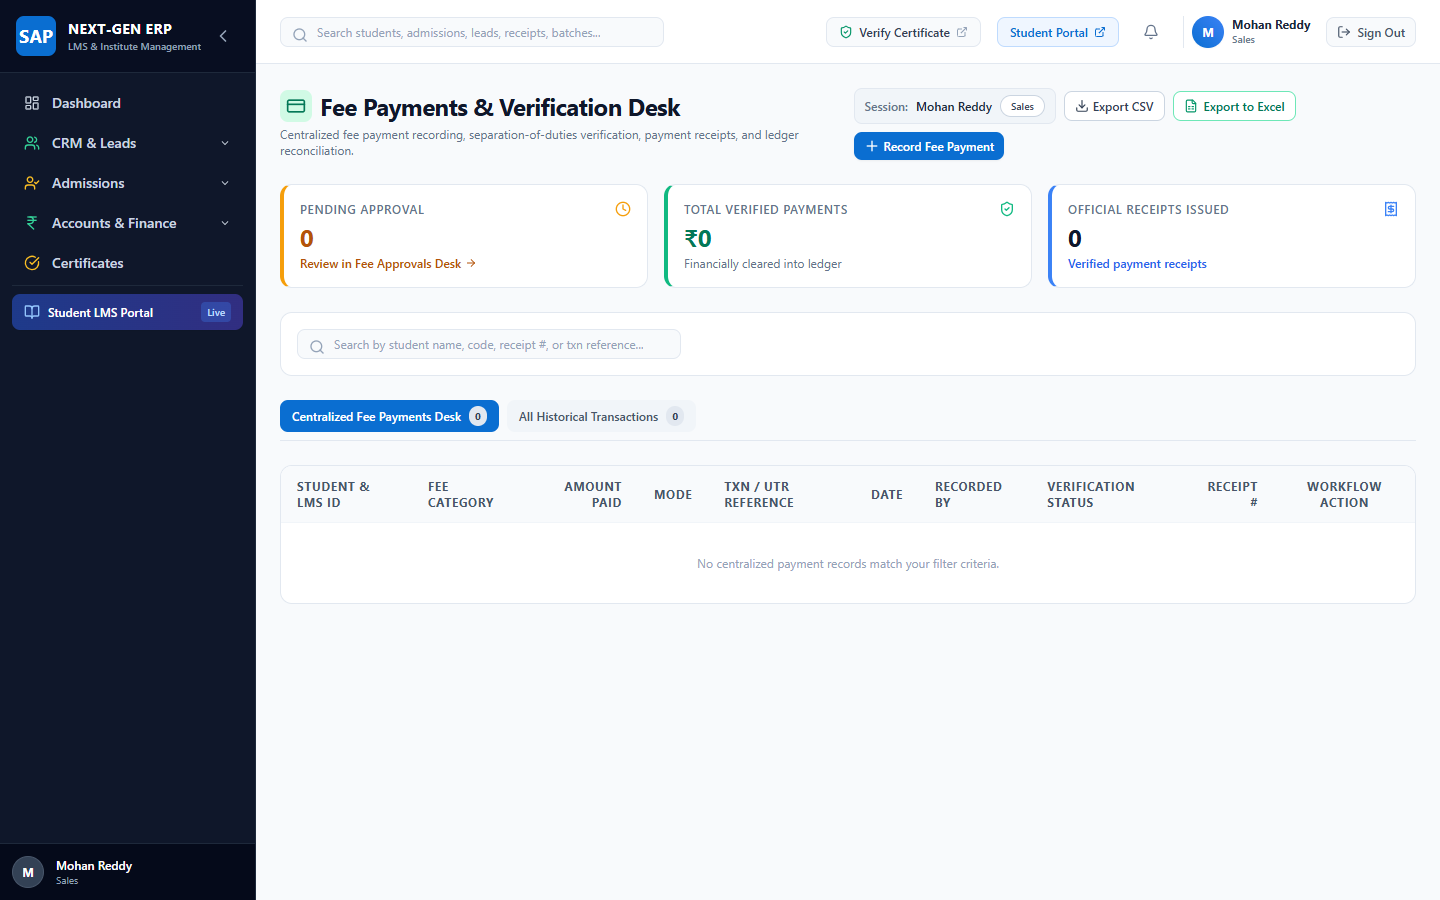 SAP
NEXT-GEN ERP
LMS & Institute Management
Dashboard
CRM & Leads
Admissions
Accounts & Finance
Certificates
Student LMS Portal
Live
M
Mohan Reddy
Sales
Search students, admissions, leads, receipts, batches...
Verify Certificate
Student Portal
M
Mohan Reddy
Sales
Sign Out
Fee Payments & Verification Desk
Centralized fee payment recording, separation-of-duties verification, payment receipts, and ledger
reconciliation.
Session: Mohan Reddy Sales
Export CSV
Export to Excel
Record Fee Payment
PENDING APPROVAL
0
Review in Fee Approvals Desk →
TOTAL VERIFIED PAYMENTS
₹0
Financially cleared into ledger
OFFICIAL RECEIPTS ISSUED
0
Verified payment receipts
Search by student name, code, receipt #, or txn reference...
Centralized Fee Payments Desk 0
All Historical Transactions 0
STUDENT &
LMS ID
FEE
CATEGORY
AMOUNT
PAID
MODE
TXN / UTR
REFERENCE
DATE
RECORDED
BY
VERIFICATION
STATUS
RECEIPT
#
WORKFLOW
ACTION
No centralized payment records match your filter criteria.